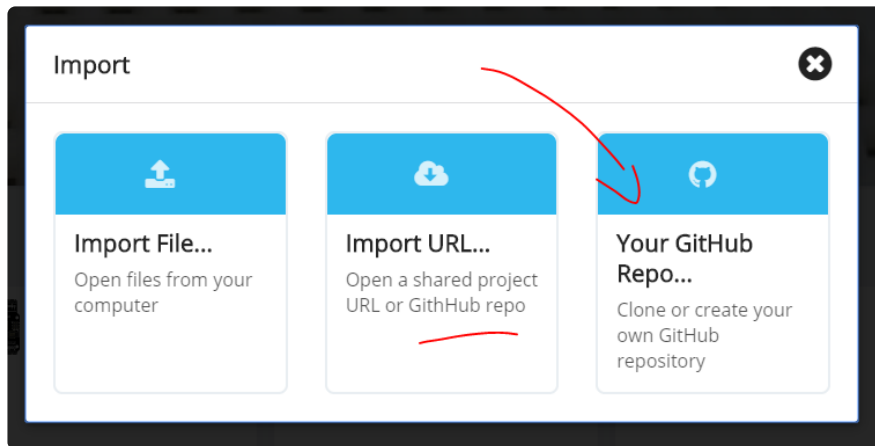 Import
Import File...
Open files from your
computer
Import URL...
Open a shared project
URL or GithHub repo
Your GitHub
Repo...
Clone or create your
own GitHub
repository